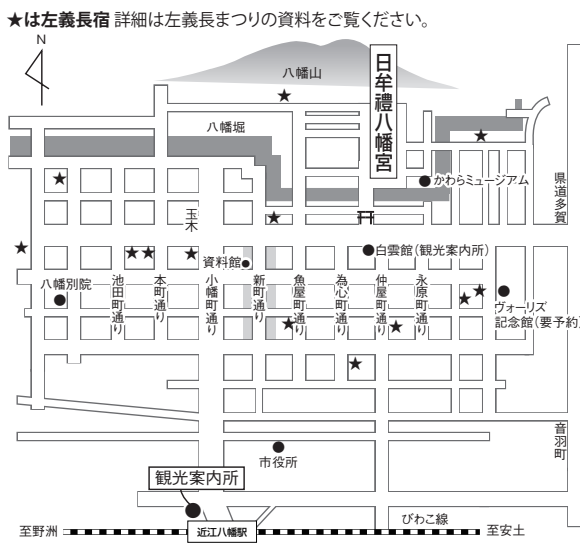 ★は左義長宿 詳細は左義長まつりの資料をご覧ください。
N
八幡山
日牟禮八幡宮
八幡堀
かわらミュージアム
県道多賀
玉木
白雲館(観光案内所)
資料館
八幡別院
池田町通り
本町通り
小幡町通り
新町通り
魚屋町通り
為心町通り
仲屋町通り
永原町通り
ヴォーリズ
記念館(要予約)
音羽町
市役所
観光案内所
びわこ線
至野洲
近江八幡駅
至安土